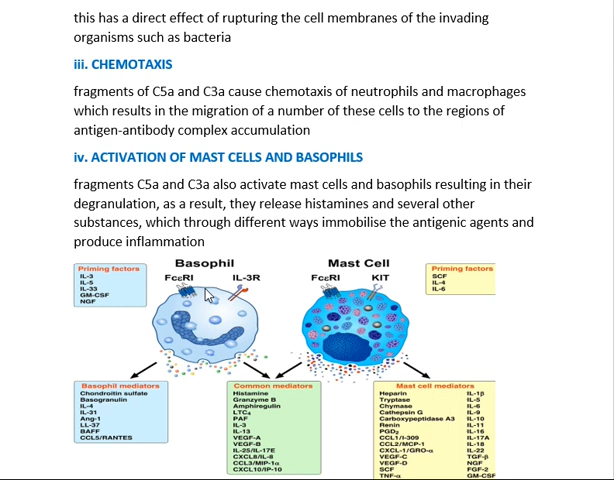 this has a direct effect of rupturing the cell membranes of the invading
organisms such as bacteria
iii. CHEMOTAXIS
fragments of C5a and C3a cause chemotaxis of neutrophils and macrophages
which results in the migration of a number of these cells to the regions of
antigen-antibody complex accumulation
iv. ACTIVATION OF MAST CELLS AND BASOPHILS
fragments C5a and C3a also activate mast cells and basophils resulting in their
degranulation, as a result, they release histamines and several other
substances, which through different ways immobilise the antigenic agents and
produce inflammation
Basophil
FcεRI
IL-3R
Mast Cell
FcεRI
KIT
Priming factors
IL-3
IL-5
IL-33
GM-CSF
NGF
Priming factors
SCF
IL-4
IL-6
Basophil mediators
Chondroitin sulfate
Basogranulin
IL-4
IL-31
Ang-1
LL-37
BAFF
CCL5/RANTES
Common mediators
Histamine
Granzyme B
Amphiregulin
LTC₄
PAF
IL-3
IL-13
VEGF-A
VEGF-B
IL-25/IL-17E
CXCL8/IL-8
CCL3/MIP-1α
CXCL10/IP-10
Mast cell mediators
Heparin
Tryptase
Chymase
Cathepsin G
Carboxypeptidase A3
Renin
PGD₂
CCL1/I-309
CCL2/MCP-1
CXCL-1/GRO-α
VEGF-C
VEGF-D
SCF
TNF-α
IL-1β
IL-5
IL-6
IL-9
IL-10
IL-11
IL-16
IL-17A
IL-18
IL-22
TGF-β
NGF
FGF-2
GM-CSF